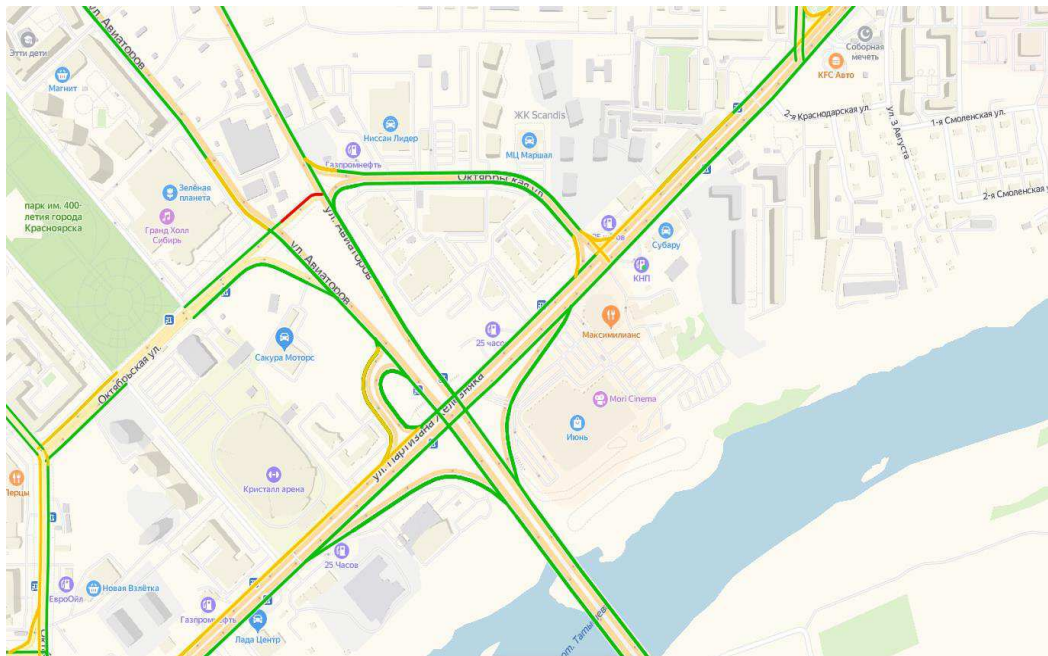 ул. Авиаторов
Этти дети
Магнит
Соборная
мечеть
KFC Авто
ЖК Scandis
Ниссан Лидер
МЦ Маршал
Газпромнефть
2-я Краснодарская ул.
1-я Смоленская ул.
ул. 3 Августа
2-я Смоленская ул.
Октябрьская ул.
парк им. 400-
летия города
Красноярска
Зелёная
планета
Гранд Холл
Сибирь
ул. Авиаторов
ул. Авиаторов
Субару
КНП
Максимилианс
25 часов
Сакура Моторс
Октябрьская ул.
Mori Cinema
Июнь
ул. Партизана Железняка
Кристалл арена
Перцы
25 Часов
ЕвроОйл
Новая Взлётка
Газпромнефть
Лада Центр